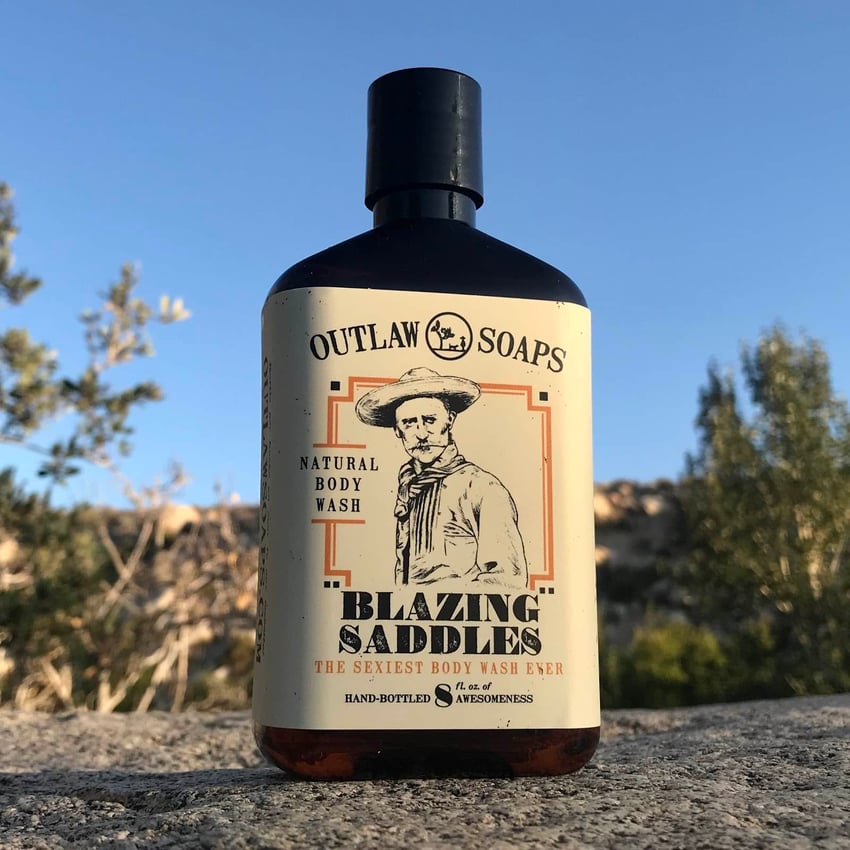 OUTLAW SOAPS
NATURAL
BODY
WASH
"BLAZING
SADDLES"
THE SEXIEST BODY WASH EVER
HAND-BOTTLED 8 fl. oz. of AWESOMENESS